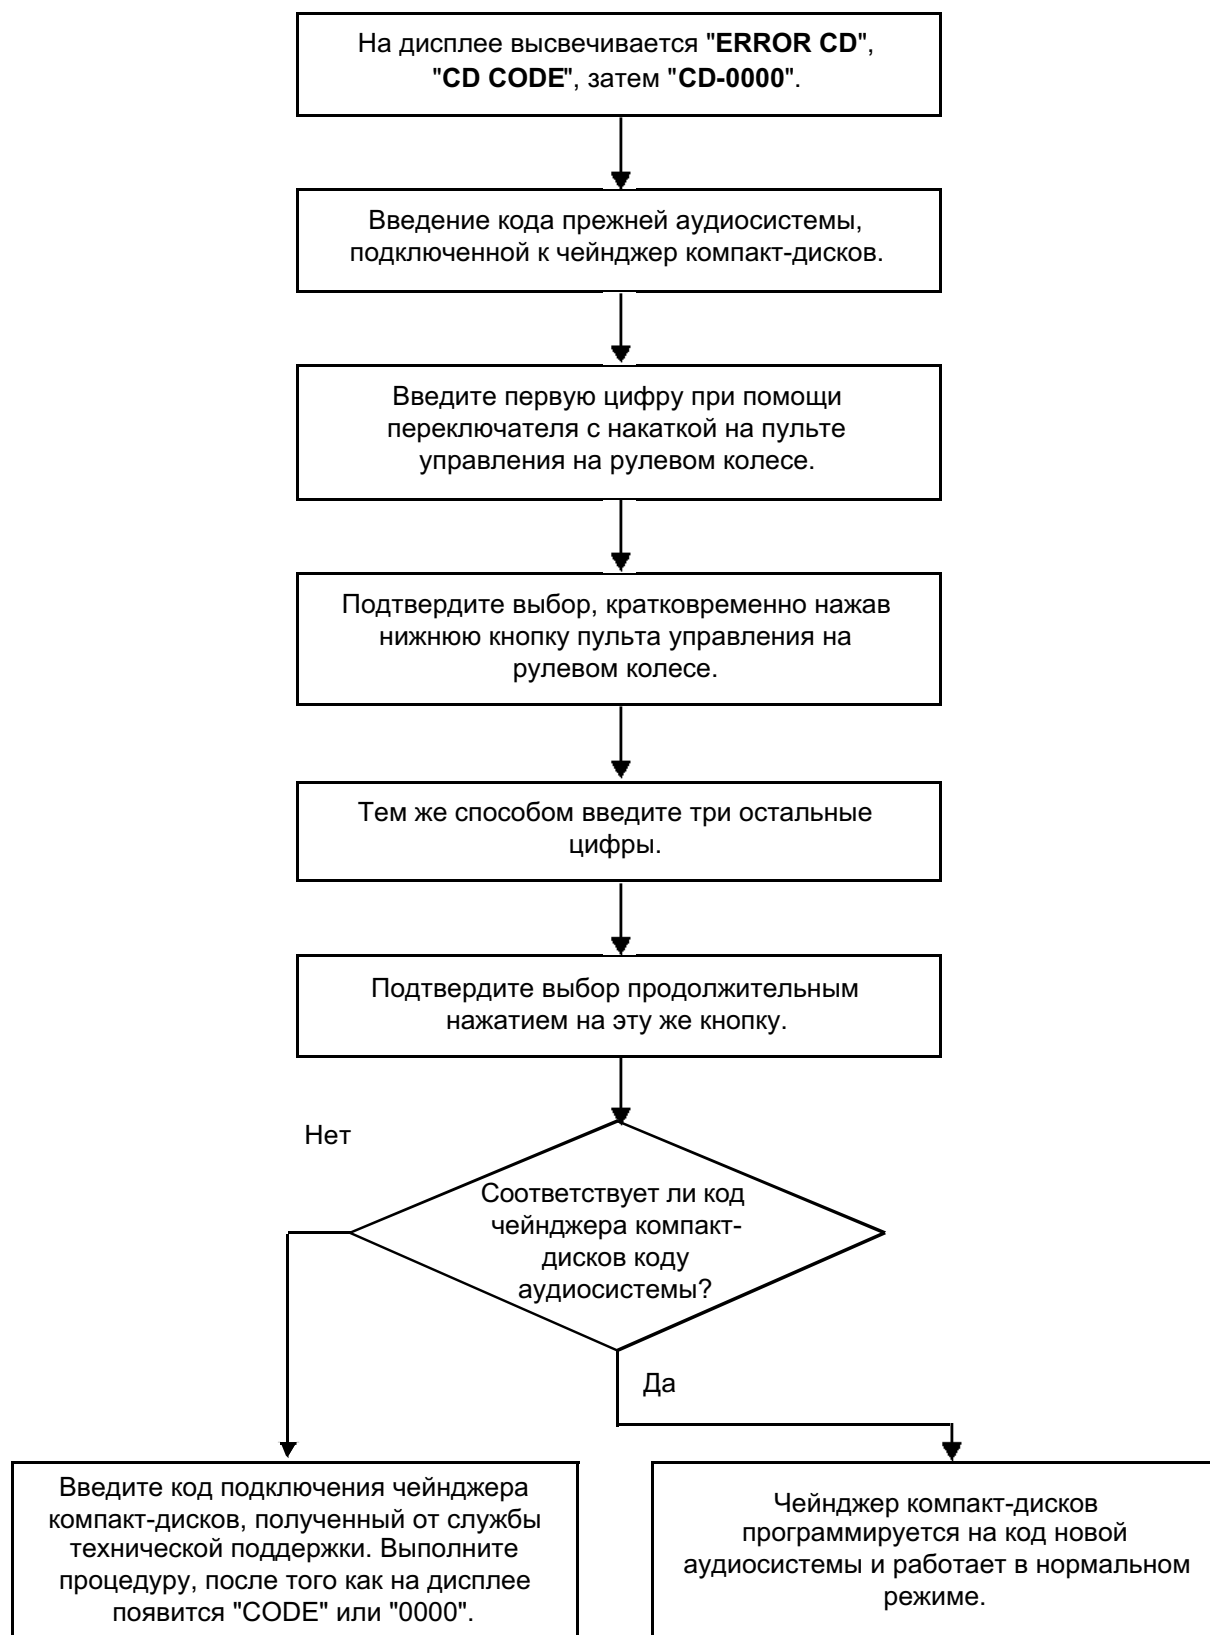 На дисплее высвечивается "ERROR CD",
"CD CODE", затем "CD-0000".
Введение кода прежней аудиосистемы,
подключенной к чейнджер компакт-дисков.
Введите первую цифру при помощи
переключателя с накаткой на пульте
управления на рулевом колесе.
Подтвердите выбор, кратковременно нажав
нижнюю кнопку пульта управления на
рулевом колесе.
Тем же способом введите три остальные
цифры.
Подтвердите выбор продолжительным
нажатием на эту же кнопку.
Нет
Соответствует ли код
чейнджера компакт-
дисков коду
аудиосистемы?
Да
Введите код подключения чейнджера
компакт-дисков, полученный от службы
технической поддержки. Выполните
процедуру, после того как на дисплее
появится "CODE" или "0000".
Чейнджер компакт-дисков
программируется на код новой
аудиосистемы и работает в нормальном
режиме.